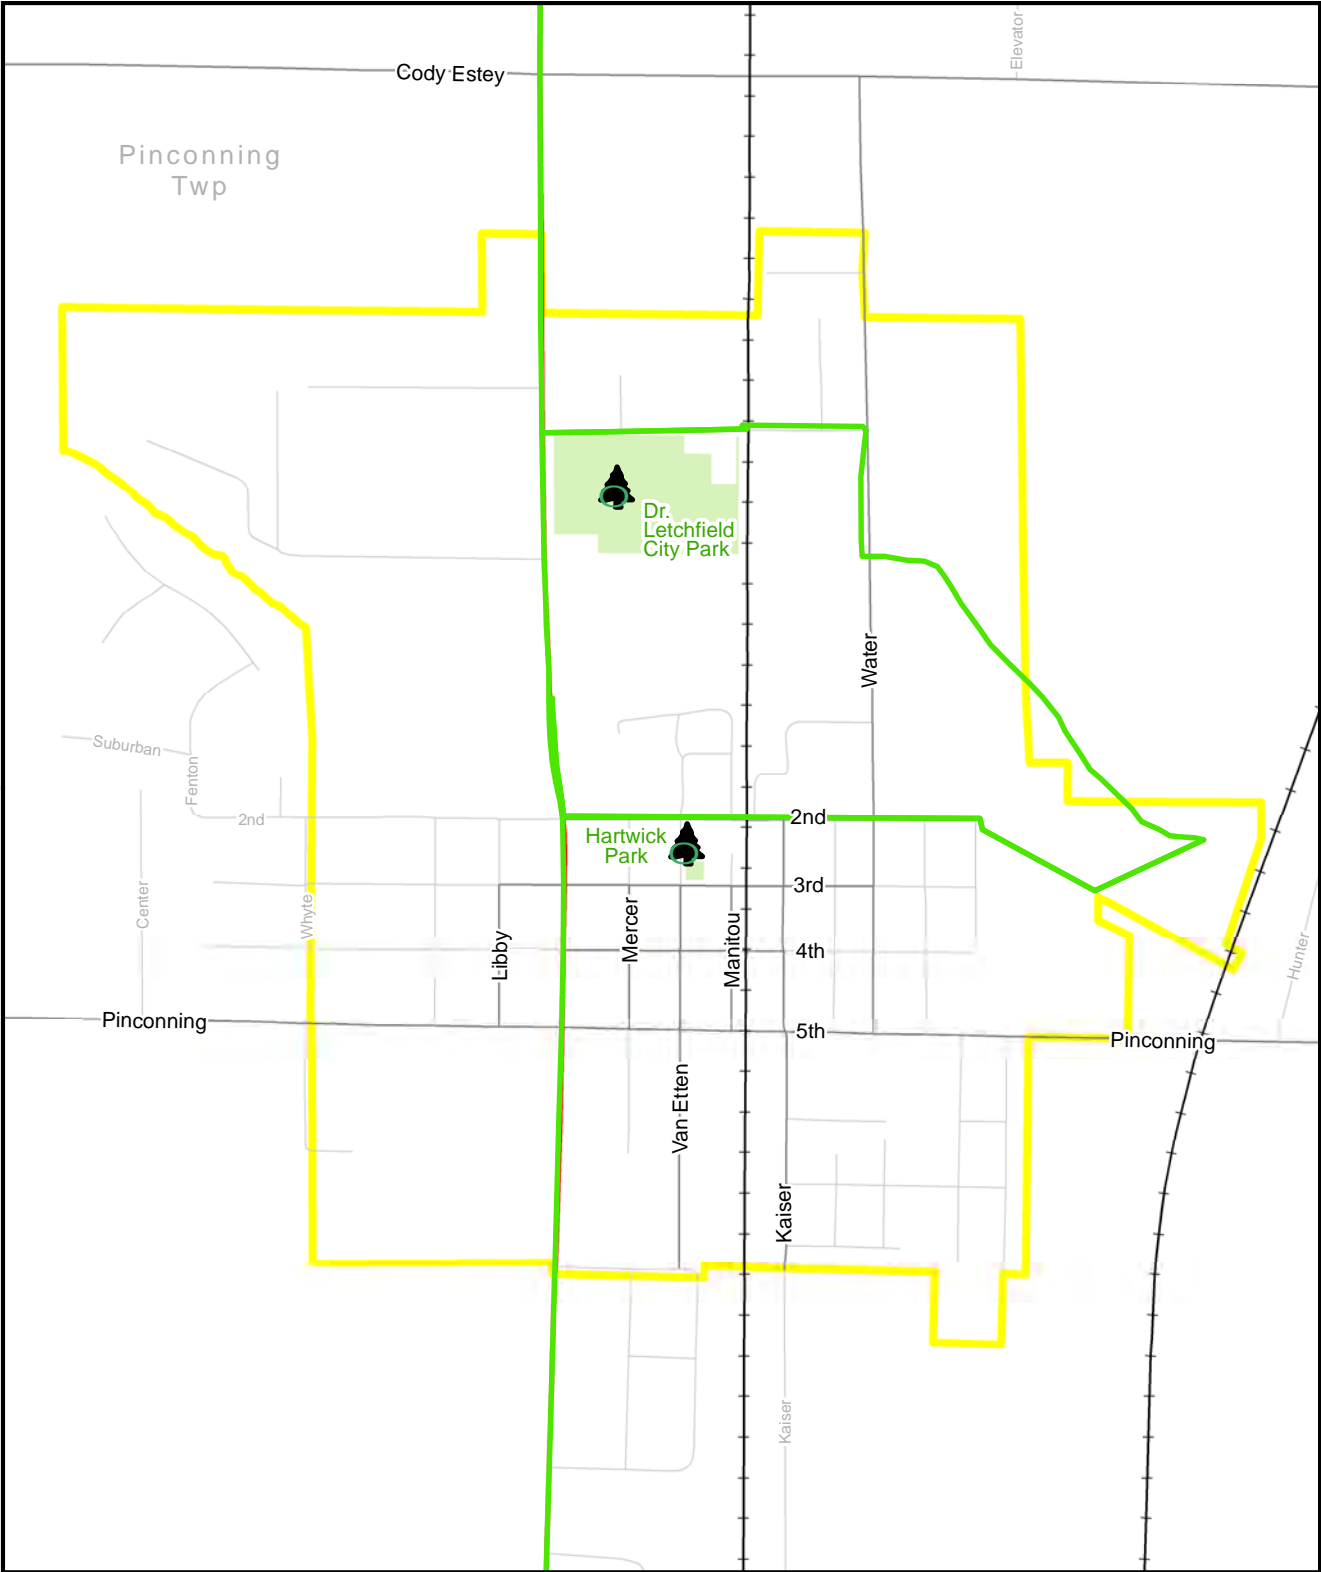 Elevator
Cody Estey
Pinconning
Twp
Dr.
Letchfield
City Park
Water
Suburban
Fenton
2nd
2nd
Hartwick
Park
3rd
Center
Whyte
Libby
Mercer
Manitou
4th
Hunter
Pinconning
5th
Pinconning
Van Etten
Kaiser
Kaiser